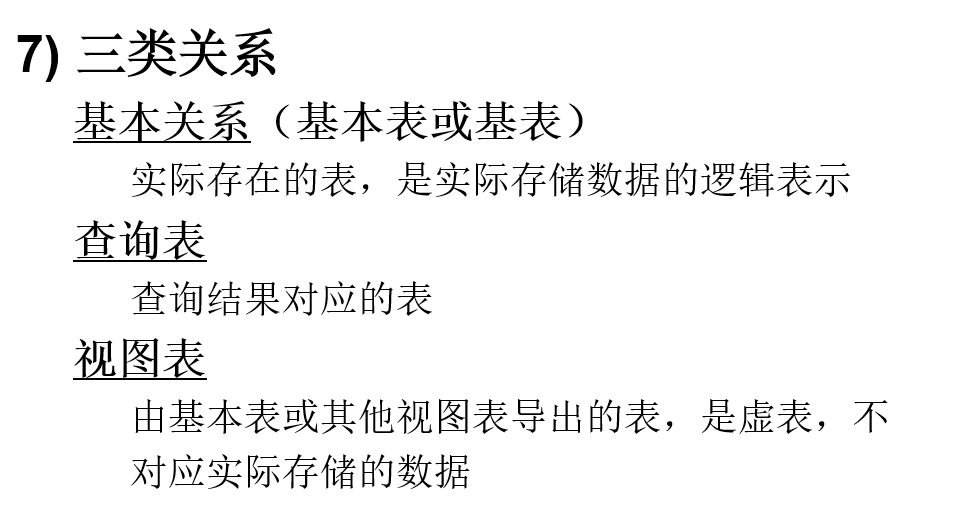 7) 三类关系
基本关系（基本表或基表）
实际存在的表，是实际存储数据的逻辑表示
查询表
查询结果对应的表
视图表
由基本表或其他视图表导出的表，是虚表，不
对应实际存储的数据